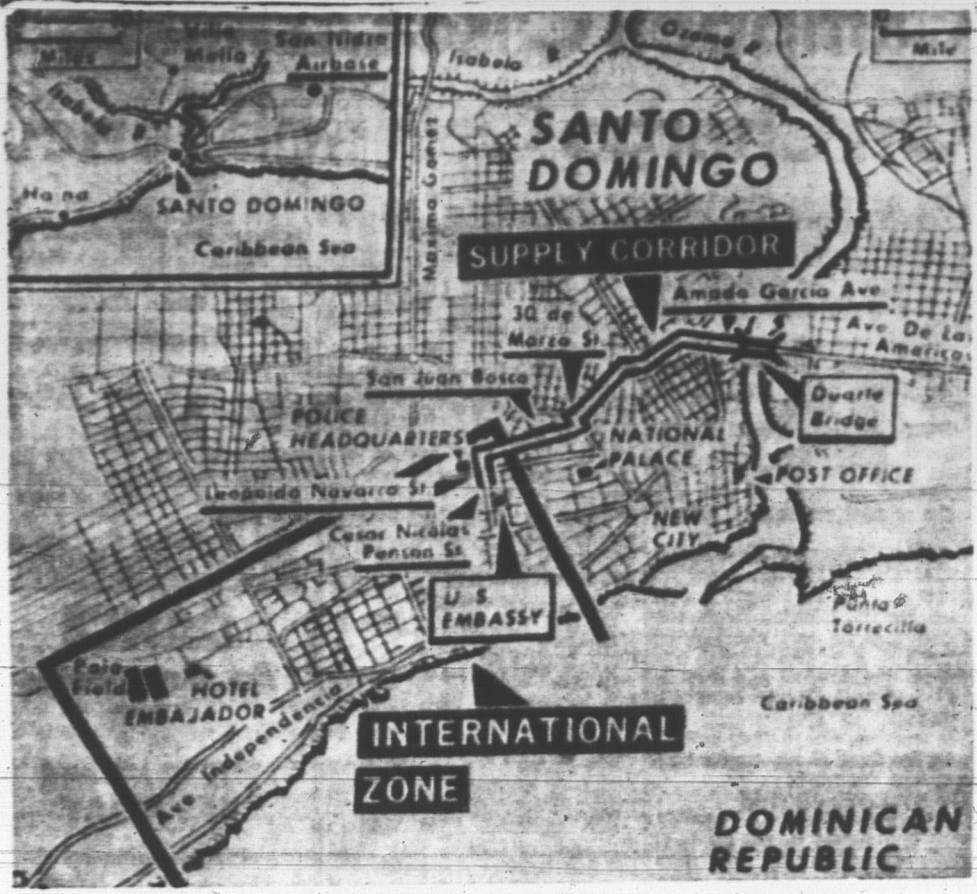 Miles
Villa
Mella
San Isidro
Airbase
Isabela
R
Haina
SANTO DOMINGO
Caribbean Sea
Isabela R
Ozama R
Mile
Maximo Gomez
SANTO
DOMINGO
SUPPLY CORRIDOR
Amado Garcia Ave
30 de
Marzo St
Ave De Las
Americas
San Juan Bosco
Duarte
Bridge
POLICE
HEADQUARTERS
NATIONAL
PALACE
POST OFFICE
Leopoldo Navarro St
NEW
CITY
Cesar Nicolas
Penson St
U S
EMBASSY
Punta
Torrecilla
Polo
Field
HOTEL
EMBAJADOR
Ave Independencia
Caribbean Sea
INTERNATIONAL
ZONE
DOMINICAN
REPUBLIC